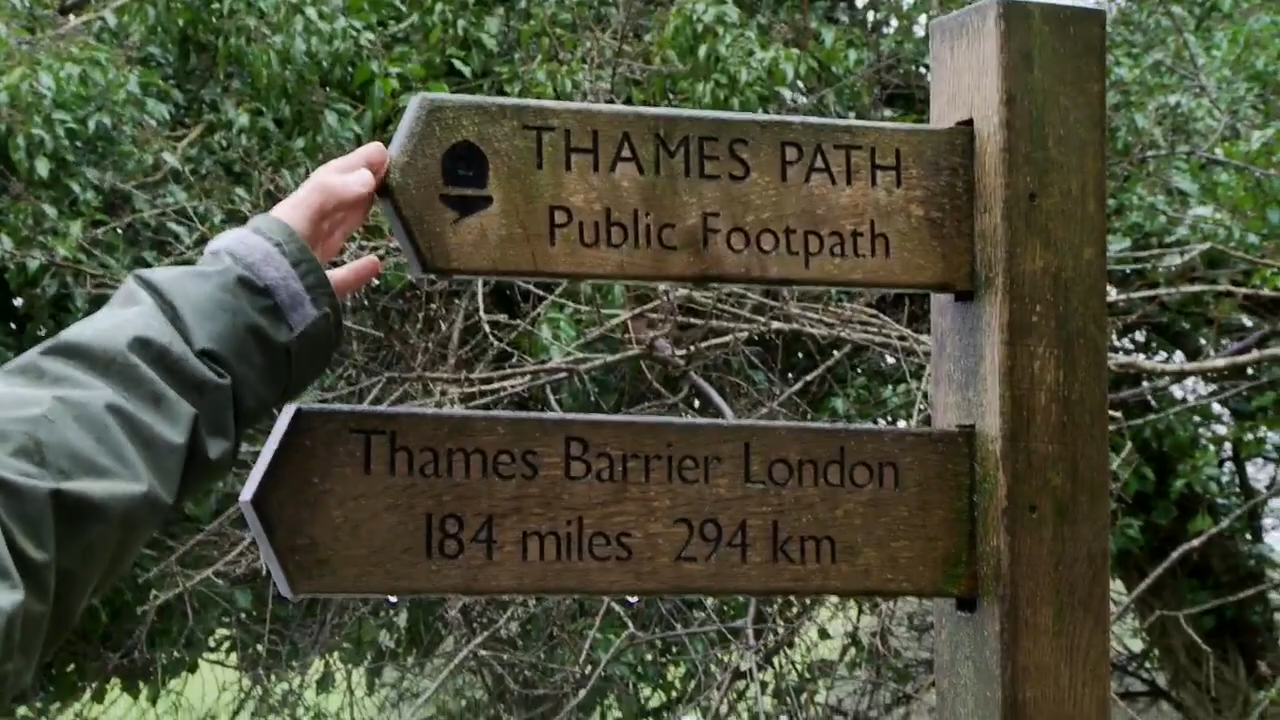 THAMES PATH
Public Footpath
Thames Barrier London
184 miles 294 km